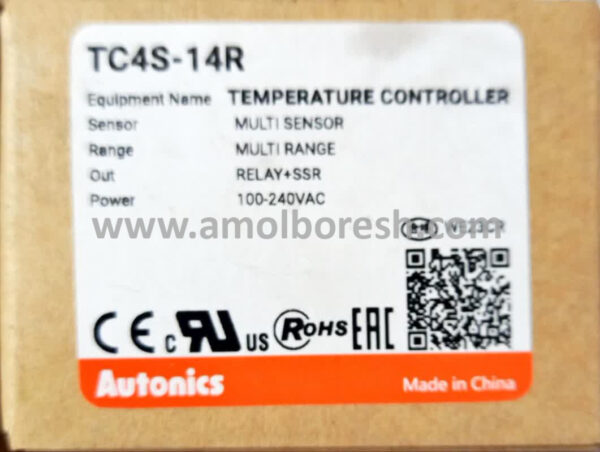 TC4S-14R
Equipment Name TEMPERATURE CONTROLLER
Sensor MULTI SENSOR
Range MULTI RANGE
Out RELAY+SSR
Power 100-240VAC
www.amolboresh.com
CE c RU US RoHS EAC
Autonics Made in China